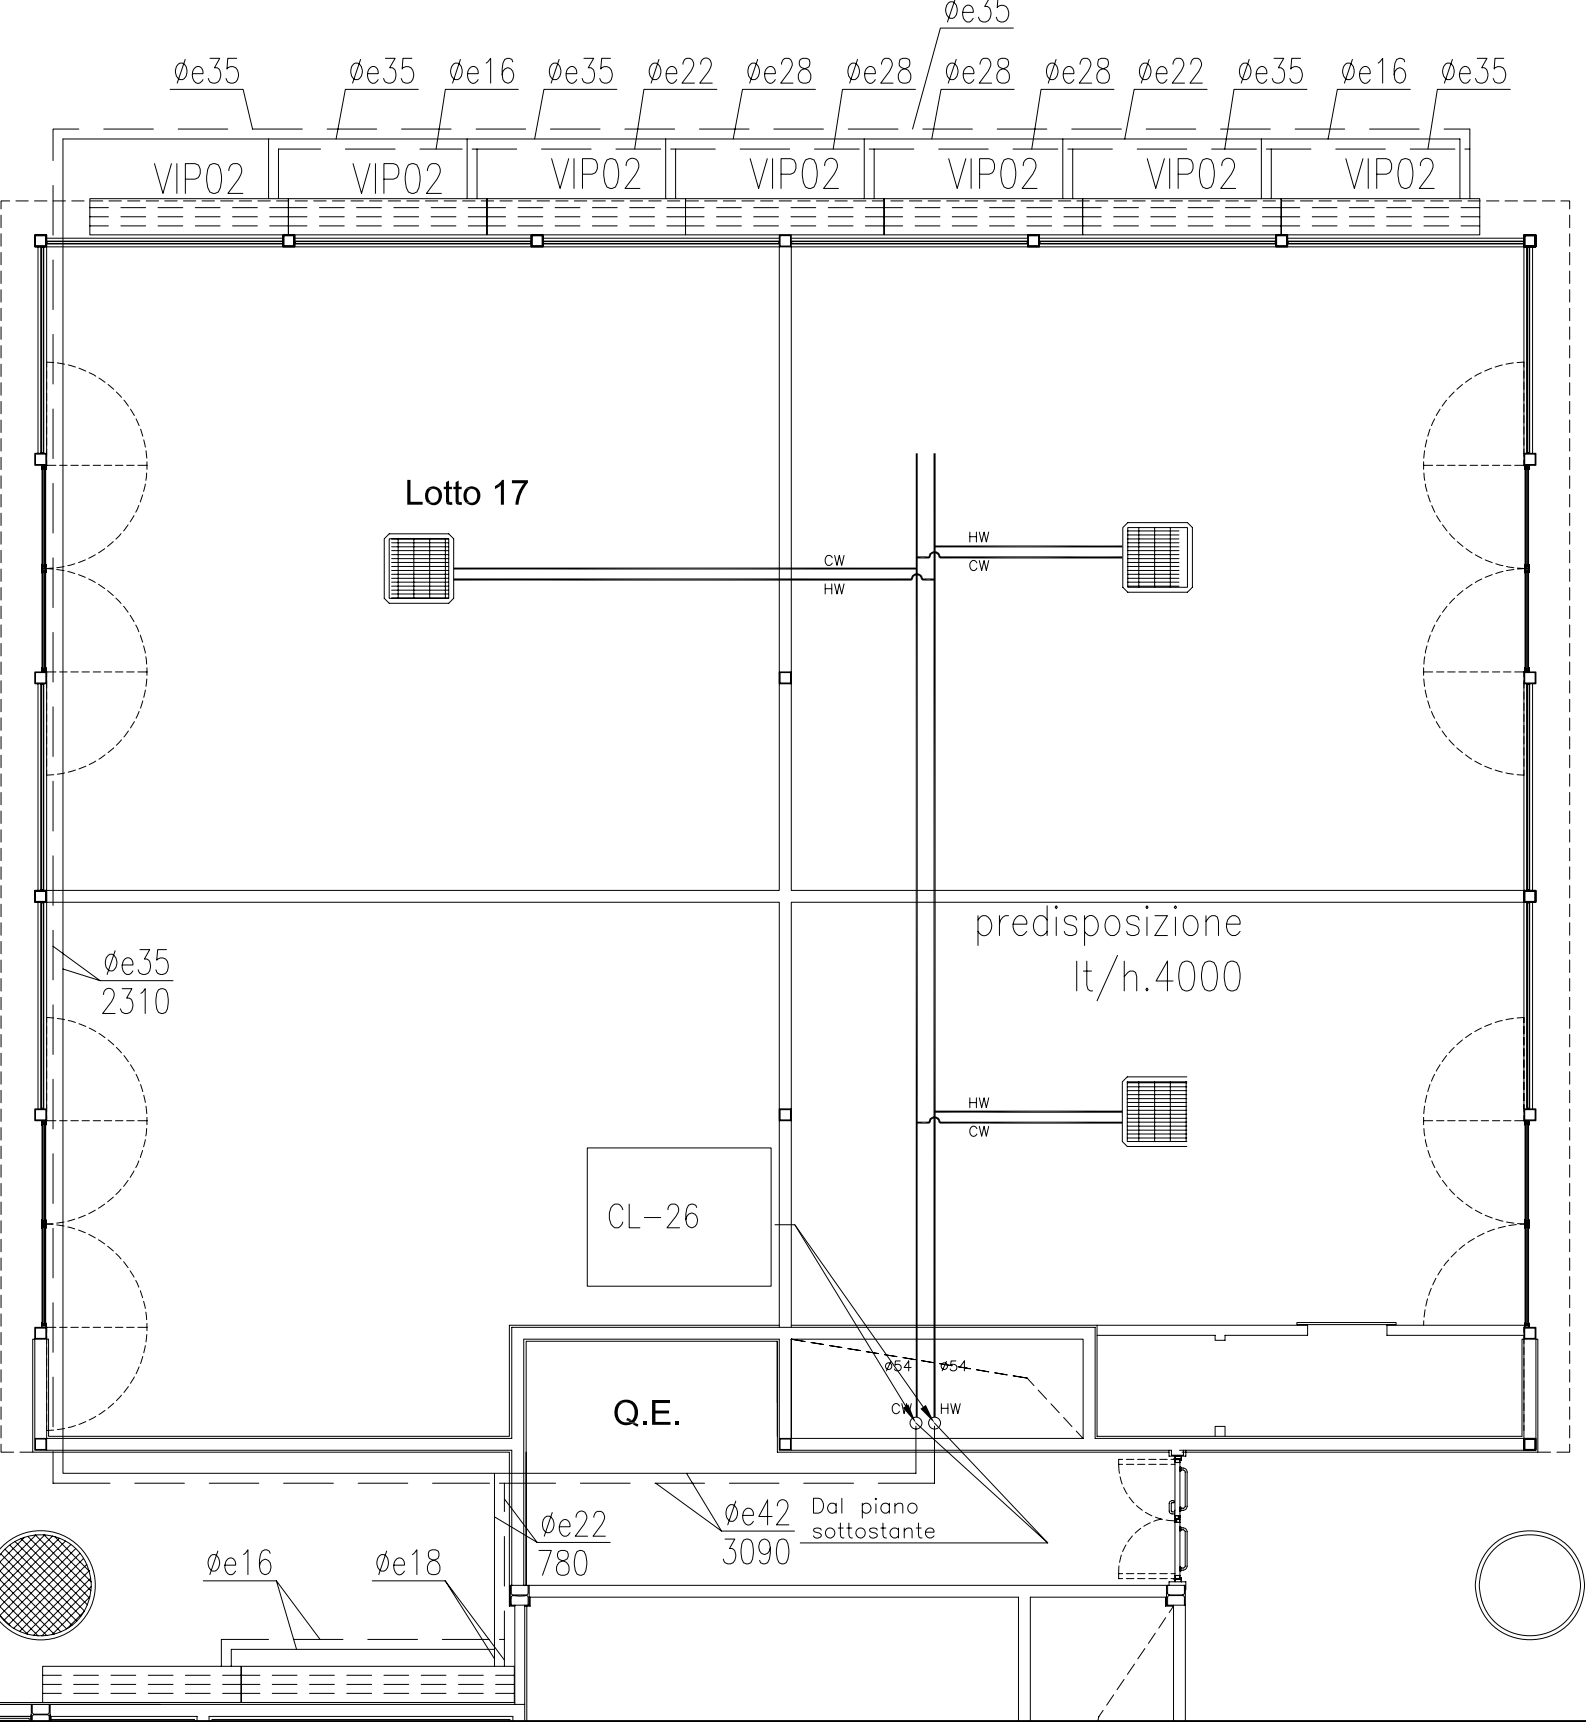 Øe35
Øe35
Øe35
Øe16
Øe35
Øe22
Øe28
Øe28
Øe28
Øe28
Øe22
Øe35
Øe16
Øe35
VIP02
VIP02
VIP02
VIP02
VIP02
VIP02
VIP02
Lotto 17
CW
HW
HW
CW
predisposizione
lt/h.4000
Øe35
2310
HW
CW
CL-26
ø54
ø54
Q.E.
CW
HW
Øe22
780
Øe42
3090
Dal piano
sottostante
Øe16
Øe18